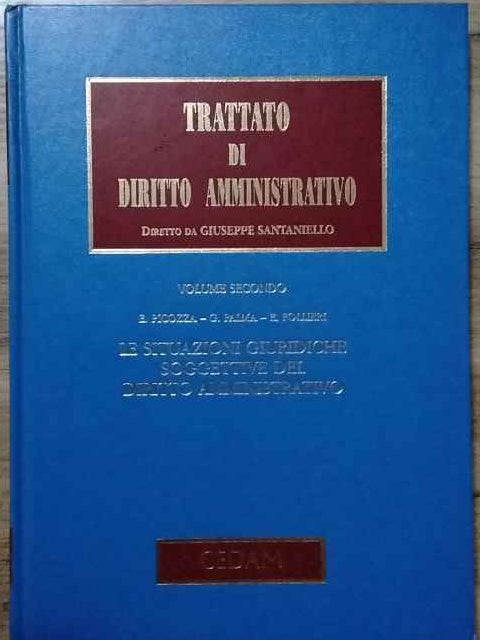 TRATTATO
DI
DIRITTO AMMINISTRATIVO
DIRETTO DA GIUSEPPE SANTANIELLO
VOLUME SECONDO
E. PICOZZA – G. PALMA – E. FOLLIERI
LE SITUAZIONI GIURIDICHE
SOGGETTIVE DEL
DIRITTO AMMINISTRATIVO
CEDAM